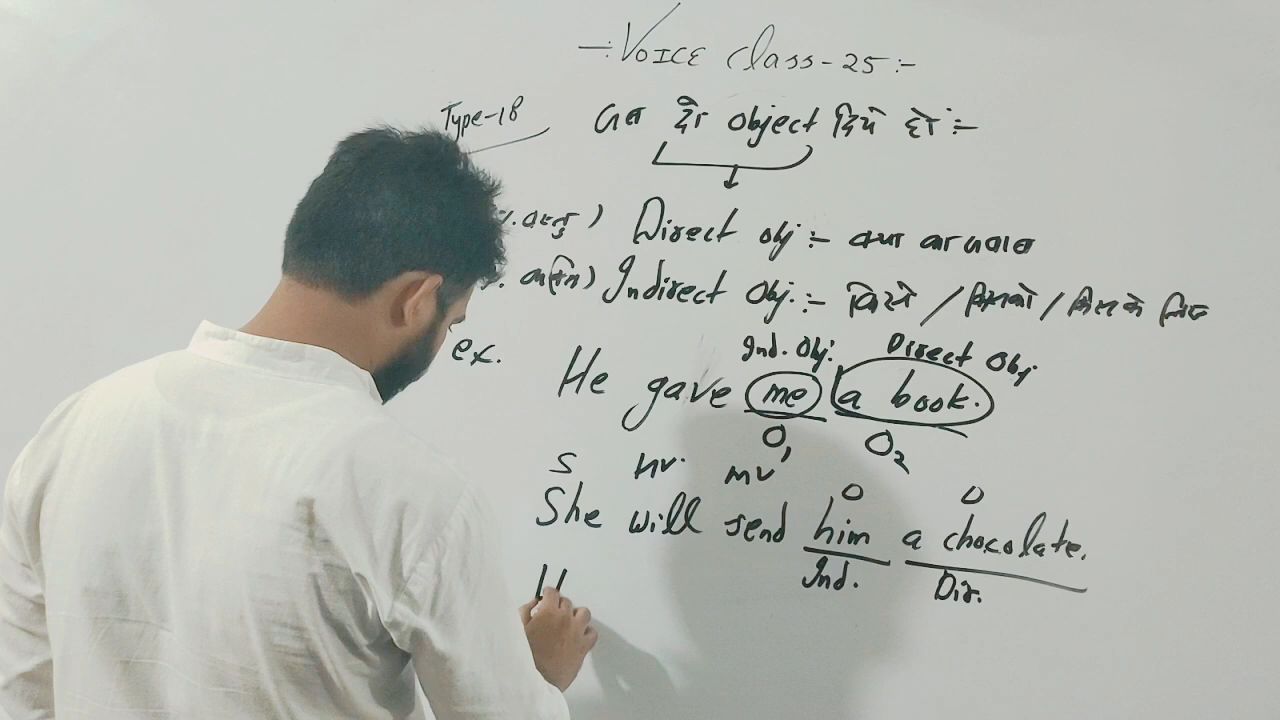 -:VOICE Class-25:-
Type-18
जब दो object दिये हो:-
Direct obj:- क्या का जवाब
Indirect Obj.:- किसे / किसको / किसके लिए
Ind. Obj. Direct Obj.
ex. He gave me a book.
O1 O2
S HV. MV O O
She will send him a chocolate.
Ind. Dir.
H